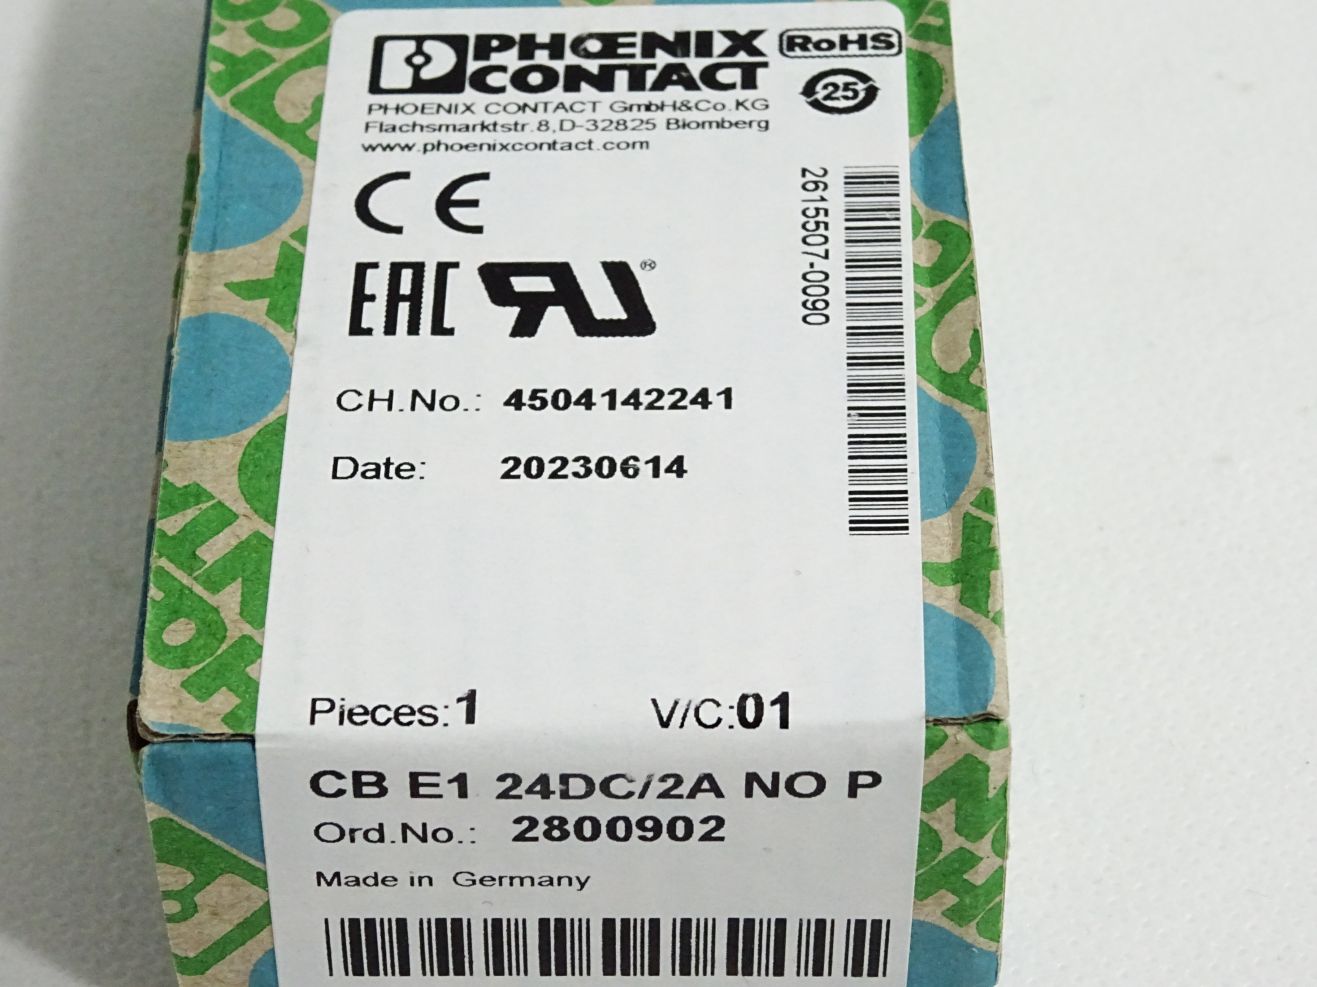 PHŒNIX
CONTACT
RoHS
25
PHOENIX CONTACT GmbH&Co.KG
Flachsmarktstr.8,D-32825 Blomberg
www.phoenixcontact.com
2615507-0090
CE
EAC
RU®
CH.No.: 4504142241
Date: 20230614
Pieces:1 V/C:01
CB E1 24DC/2A NO P
Ord.No.: 2800902
Made in Germany